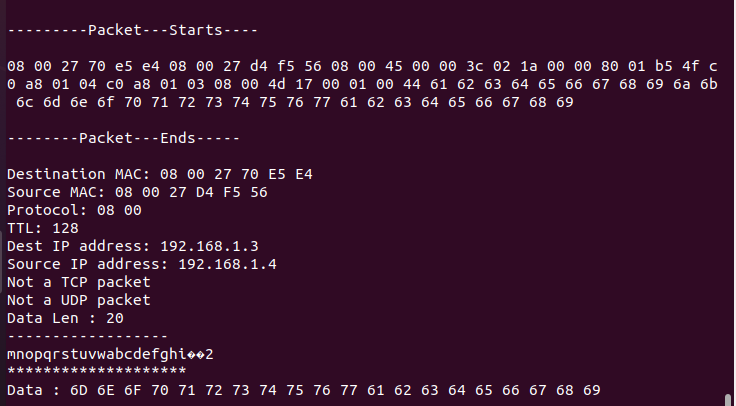 ---------Packet---Starts----
08 00 27 70 e5 e4 08 00 27 d4 f5 56 08 00 45 00 00 3c 02 1a 00 00 80 01 b5 4f c
0 a8 01 04 c0 a8 01 03 08 00 4d 17 00 01 00 44 61 62 63 64 65 66 67 68 69 6a 6b
6c 6d 6e 6f 70 71 72 73 74 75 76 77 61 62 63 64 65 66 67 68 69
--------Packet---Ends-----
Destination MAC: 08 00 27 70 E5 E4
Source MAC: 08 00 27 D4 F5 56
Protocol: 08 00
TTL: 128
Dest IP address: 192.168.1.3
Source IP address: 192.168.1.4
Not a TCP packet
Not a UDP packet
Data Len : 20
------------------
mnopqrstuvwabcdefghi��2
********************
Data : 6D 6E 6F 70 71 72 73 74 75 76 77 61 62 63 64 65 66 67 68 69